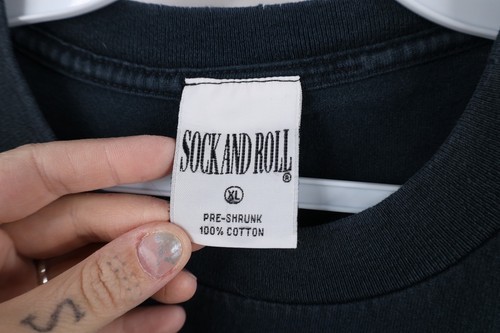 SOCK AND ROLL
®
XL
PRE-SHRUNK
100% COTTON
S